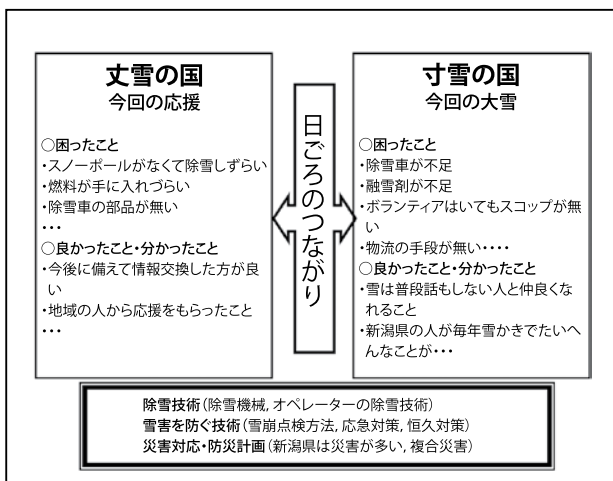 丈雪の国
今回の応援
○困ったこと
・スノーポールがなくて除雪しずらい
・燃料が手に入れづらい
・除雪車の部品が無い
・・・
○良かったこと・分かったこと
・今後に備えて情報交換した方が良
い
・地域の人から応援をもらったこと
・・・
日ごろのつながり
寸雪の国
今回の大雪
○困ったこと
・除雪車が不足
・融雪剤が不足
・ボランティアはいてもスコップが無
い
・物流の手段が無い・・・・
○良かったこと・分かったこと
・雪は普段話もしない人と仲良くな
れること
・新潟県の人が毎年雪かきでたいへ
んなことが・・・
除雪技術(除雪機械, オペレーターの除雪技術)
雪害を防ぐ技術(雪崩点検方法, 応急対策, 恒久対策)
災害対応・防災計画(新潟県は災害が多い, 複合災害)